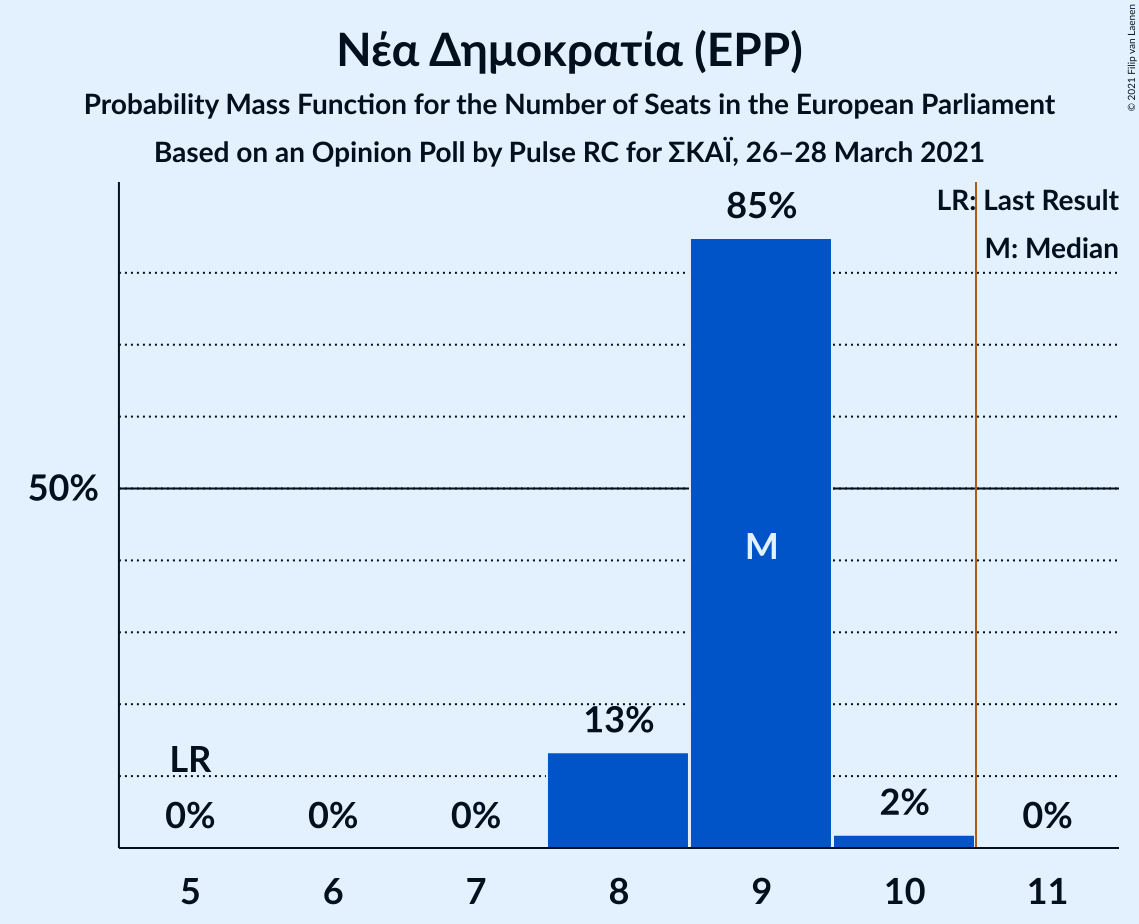 Νέα Δημοκρατία (EPP)
Probability Mass Function for the Number of Seats in the European Parliament
Based on an Opinion Poll by Pulse RC for ΣΚΑΪ, 26–28 March 2021
© 2021 Filip van Laenen
LR: Last Result
M: Median
85%
50%
M
13%
LR
2%
0% 0% 0% 0%
5 6 7 8 9 10 11